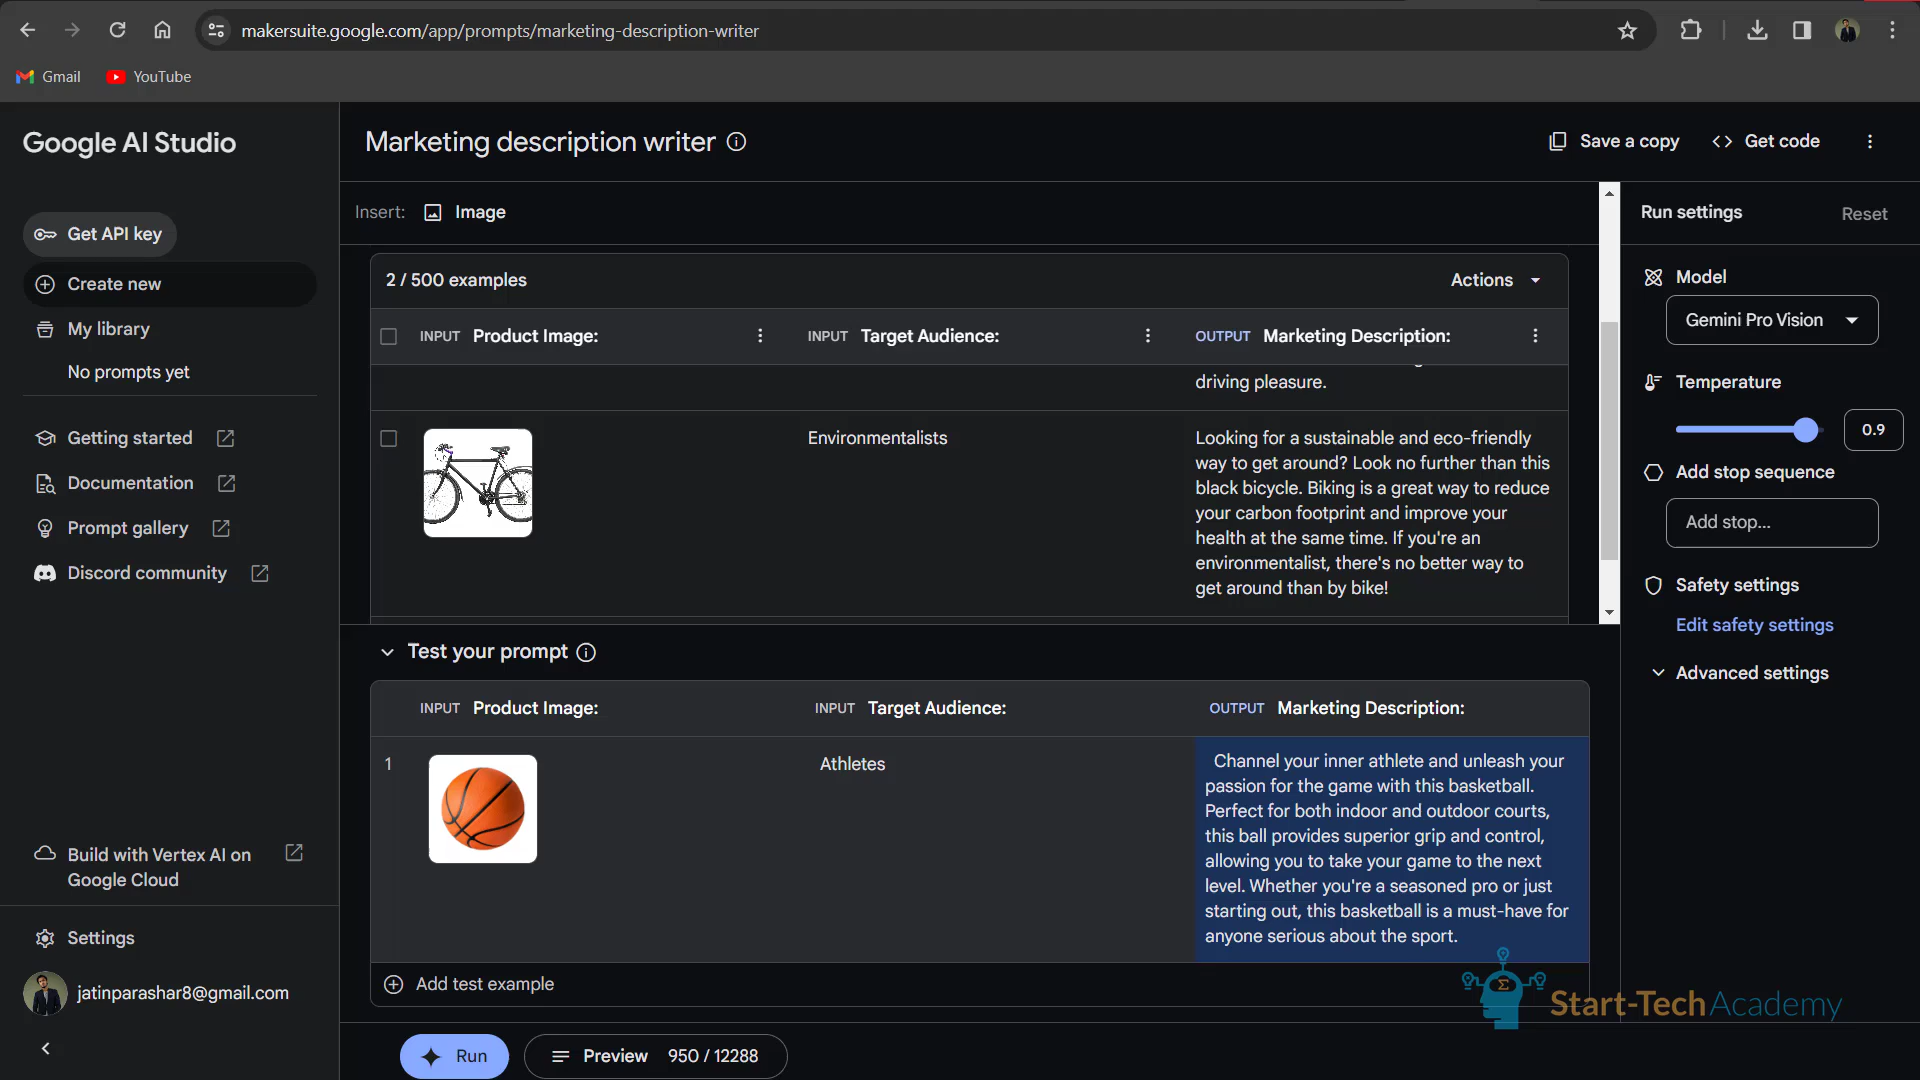 makersuite.google.com/app/prompts/marketing-description-writer
Gmail
YouTube
Google AI Studio
Get API key
Create new
My library
No prompts yet
Getting started
Documentation
Prompt gallery
Discord community
Build with Vertex AI on
Google Cloud
Settings
jatinparashar8@gmail.com
Marketing description writer
Save a copy
Get code
Insert:
Image
2 / 500 examples
Actions
INPUT Product Image:
INPUT Target Audience:
OUTPUT Marketing Description:
driving pleasure.
Environmentalists
Looking for a sustainable and eco-friendly
way to get around? Look no further than this
black bicycle. Biking is a great way to reduce
your carbon footprint and improve your
health at the same time. If you're an
environmentalist, there's no better way to
get around than by bike!
Test your prompt
INPUT Product Image:
INPUT Target Audience:
OUTPUT Marketing Description:
1
Athletes
Channel your inner athlete and unleash your
passion for the game with this basketball.
Perfect for both indoor and outdoor courts,
this ball provides superior grip and control,
allowing you to take your game to the next
level. Whether you're a seasoned pro or just
starting out, this basketball is a must-have for
anyone serious about the sport.
Add test example
Run
Preview 950 / 12288
Run settings
Reset
Model
Gemini Pro Vision
Temperature
0.9
Add stop sequence
Add stop...
Safety settings
Edit safety settings
Advanced settings
Σ
Start-Tech Academy